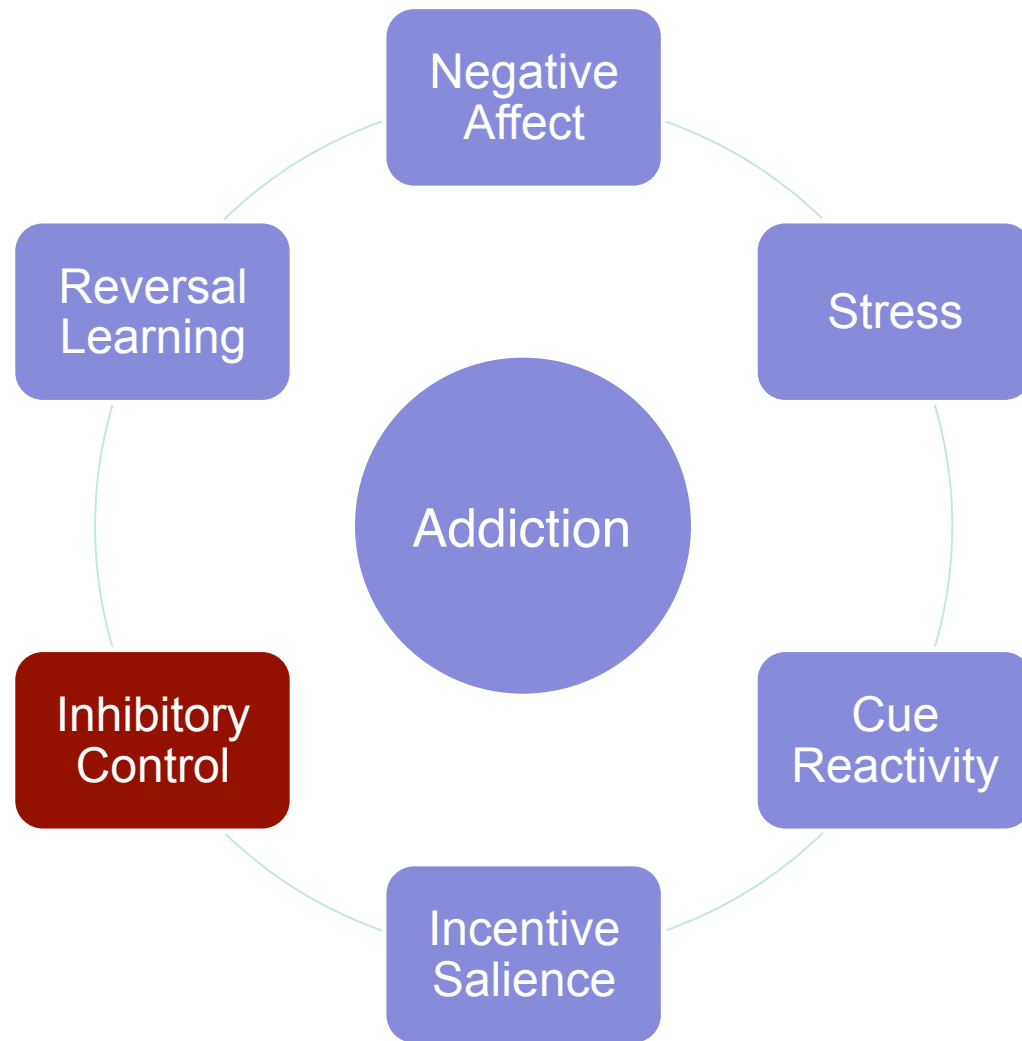 Negative
Affect
Reversal
Learning
Stress
Addiction
Inhibitory
Control
Cue
Reactivity
Incentive
Salience